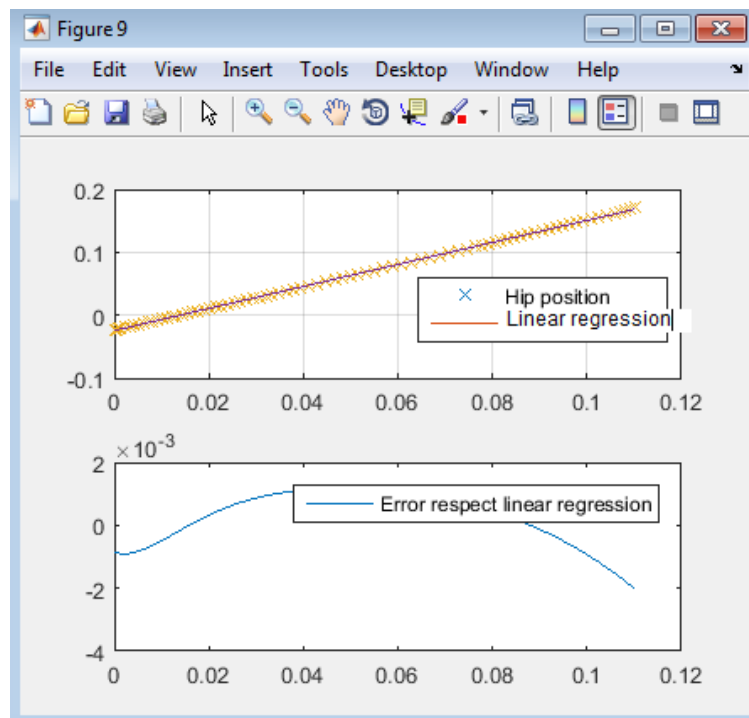 Figure 9
File Edit View Insert Tools Desktop Window Help
0.2
0.1
0
-0.1
Hip position
Linear regression
0 0.02 0.04 0.06 0.08 0.1 0.12
×10⁻³
2
0
-2
-4
Error respect linear regression
0 0.02 0.04 0.06 0.08 0.1 0.12